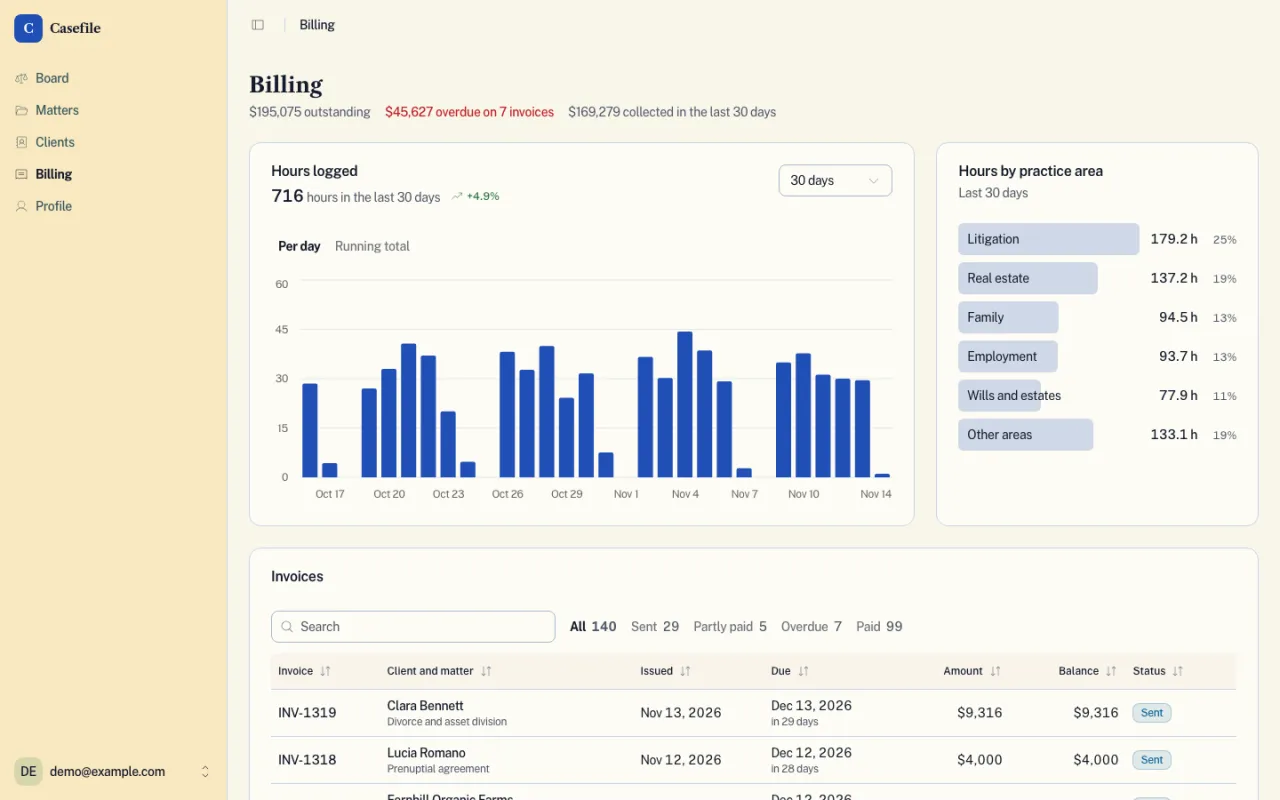 C Casefile
Board
Matters
Clients
Billing
Profile
DE demo@example.com
Billing
Billing
$195,075 outstanding $45,627 overdue on 7 invoices $169,279 collected in the last 30 days
Hours logged
716 hours in the last 30 days +4.9%
30 days
Per day Running total
60
45
30
15
0
Oct 17 Oct 20 Oct 23 Oct 26 Oct 29 Nov 1 Nov 4 Nov 7 Nov 10 Nov 14
Hours by practice area
Last 30 days
Litigation 179.2 h 25%
Real estate 137.2 h 19%
Family 94.5 h 13%
Employment 93.7 h 13%
Wills and estates 77.9 h 11%
Other areas 133.1 h 19%
Invoices
Search
All 140 Sent 29 Partly paid 5 Overdue 7 Paid 99
Invoice Client and matter Issued Due Amount Balance Status
INV-1319 Clara Bennett Nov 13, 2026 Dec 13, 2026 $9,316 $9,316 Sent
Divorce and asset division in 29 days
INV-1318 Lucia Romano Nov 12, 2026 Dec 12, 2026 $4,000 $4,000 Sent
Prenuptial agreement in 28 days
Fernhill Organic Farms Dec 12, 2026